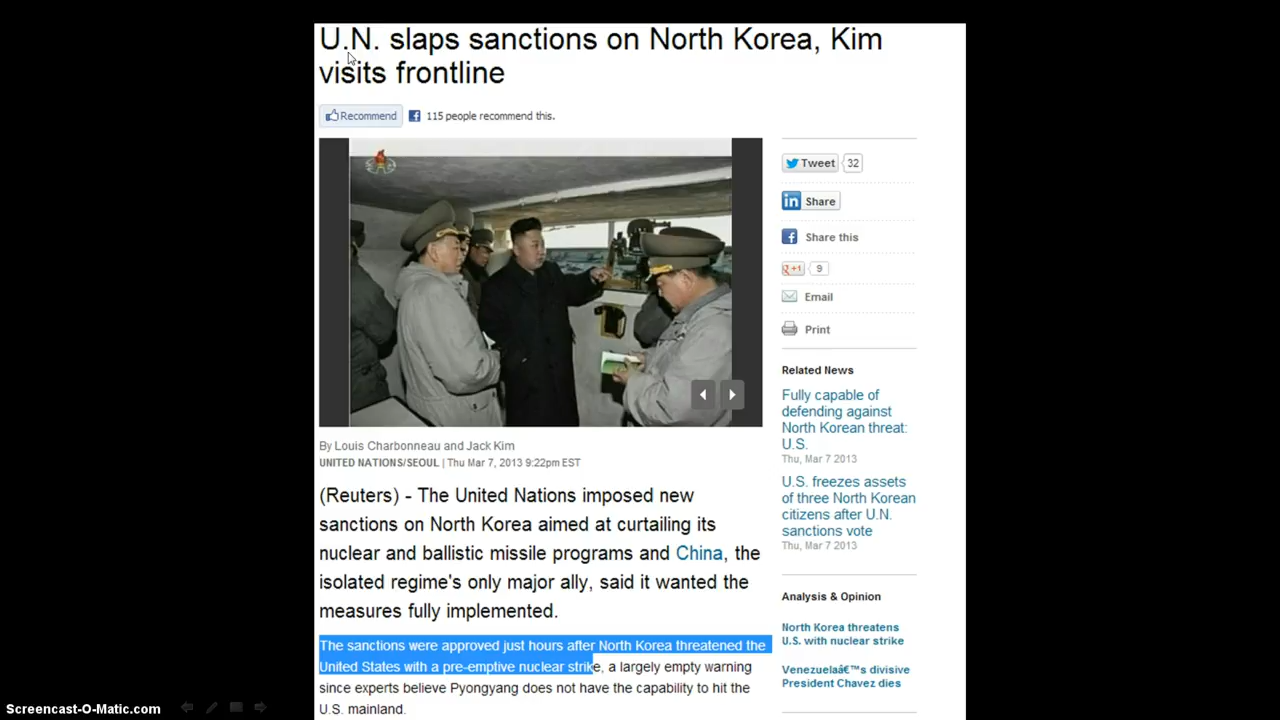 U.N. slaps sanctions on North Korea, Kim
visits frontline
Recommend
115 people recommend this.
Tweet
32
Share
Share this
+1
9
Email
Print
Related News
Fully capable of
defending against
North Korean threat:
U.S.
Thu, Mar 7 2013
U.S. freezes assets
of three North Korean
citizens after U.N.
sanctions vote
Thu, Mar 7 2013
Analysis & Opinion
North Korea threatens
U.S. with nuclear strike
Venezuelaâ€™s divisive
President Chavez dies
By Louis Charbonneau and Jack Kim
UNITED NATIONS/SEOUL | Thu Mar 7, 2013 9:22pm EST
(Reuters) - The United Nations imposed new
sanctions on North Korea aimed at curtailing its
nuclear and ballistic missile programs and China, the
isolated regime's only major ally, said it wanted the
measures fully implemented.
The sanctions were approved just hours after North Korea threatened the
United States with a pre-emptive nuclear strike, a largely empty warning
since experts believe Pyongyang does not have the capability to hit the
U.S. mainland.
Screencast-O-Matic.com